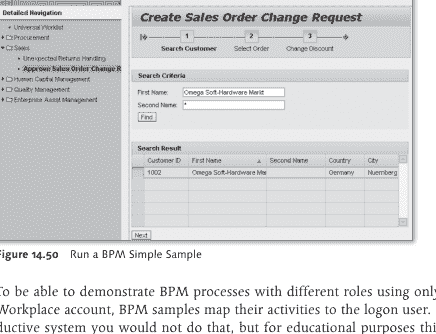 Detailed Navigation
Universal Worklist
Procurement
Sales
Unexpected Returns Handling
Approve Sales Order Change R
Human Capital Management
Quality Management
Enterprise Asset Management
Create Sales Order Change Request
1 2 3
Search Customer Select Order Change Discount
Search Criteria
First Name: Omega Soft-Hardware Markt
Second Name: *
Find
Search Result
Customer ID First Name Second Name Country City
1002 Omega Soft-Hardware Mar Germany Nuernberg
Next
Figure 14.50 Run a BPM Simple Sample
To be able to demonstrate BPM processes with different roles using only
Workplace account, BPM samples map their activities to the logon user.
ductive system you would not do that, but for educational purposes th